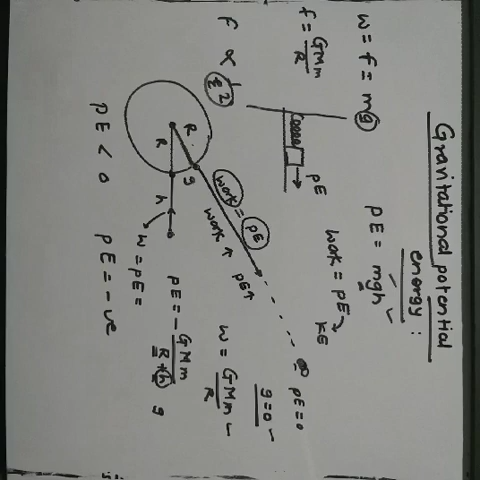 Gravitational potential
energy :
w = f = mg
PE = mgh
f = GMm
R
work = PE
KE
PE
f ∝ 1
r2
work = PE
work ↑ PE↑
PE=0
g=0
R
R
g
h
w = GMm
R
w = PE =
PE = - GMm
R+h
g
PE < 0
PE = -ve